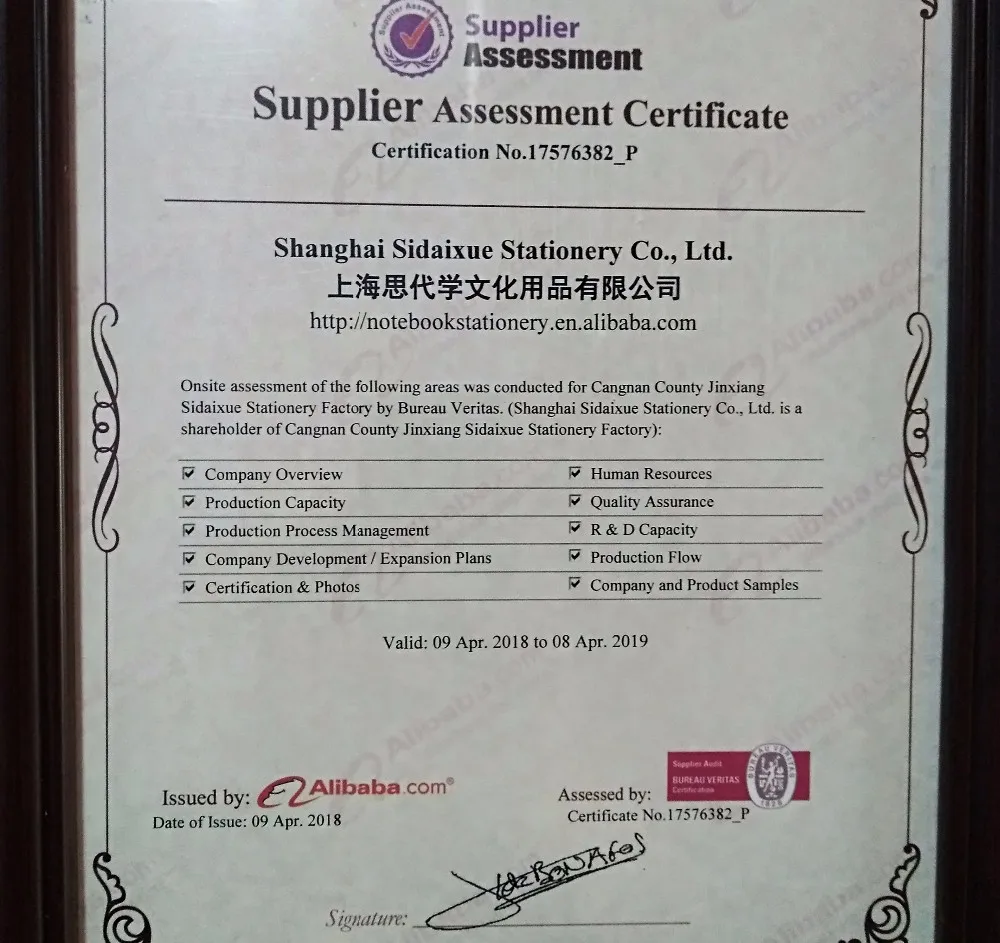 Supplier Assessment
Supplier
Assessment
Supplier Assessment Certificate
Certification No.17576382_P
Shanghai Sidaixue Stationery Co., Ltd.
上海思代学文化用品有限公司
http://notebookstationery.en.alibaba.com
Onsite assessment of the following areas was conducted for Cangnan County Jinxiang
Sidaixue Stationery Factory by Bureau Veritas. (Shanghai Sidaixue Stationery Co., Ltd. is a
shareholder of Cangnan County Jinxiang Sidaixue Stationery Factory):
Company Overview
Human Resources
Production Capacity
Quality Assurance
Production Process Management
R & D Capacity
Company Development / Expansion Plans
Production Flow
Certification & Photos
Company and Product Samples
Valid: 09 Apr. 2018 to 08 Apr. 2019
Issued by: Alibaba.com®
Date of Issue: 09 Apr. 2018
Supplier Audit
BUREAU VERITAS
Certification
BUREAU VERITAS
1828
Assessed by:
Certificate No.17576382_P
Signature: